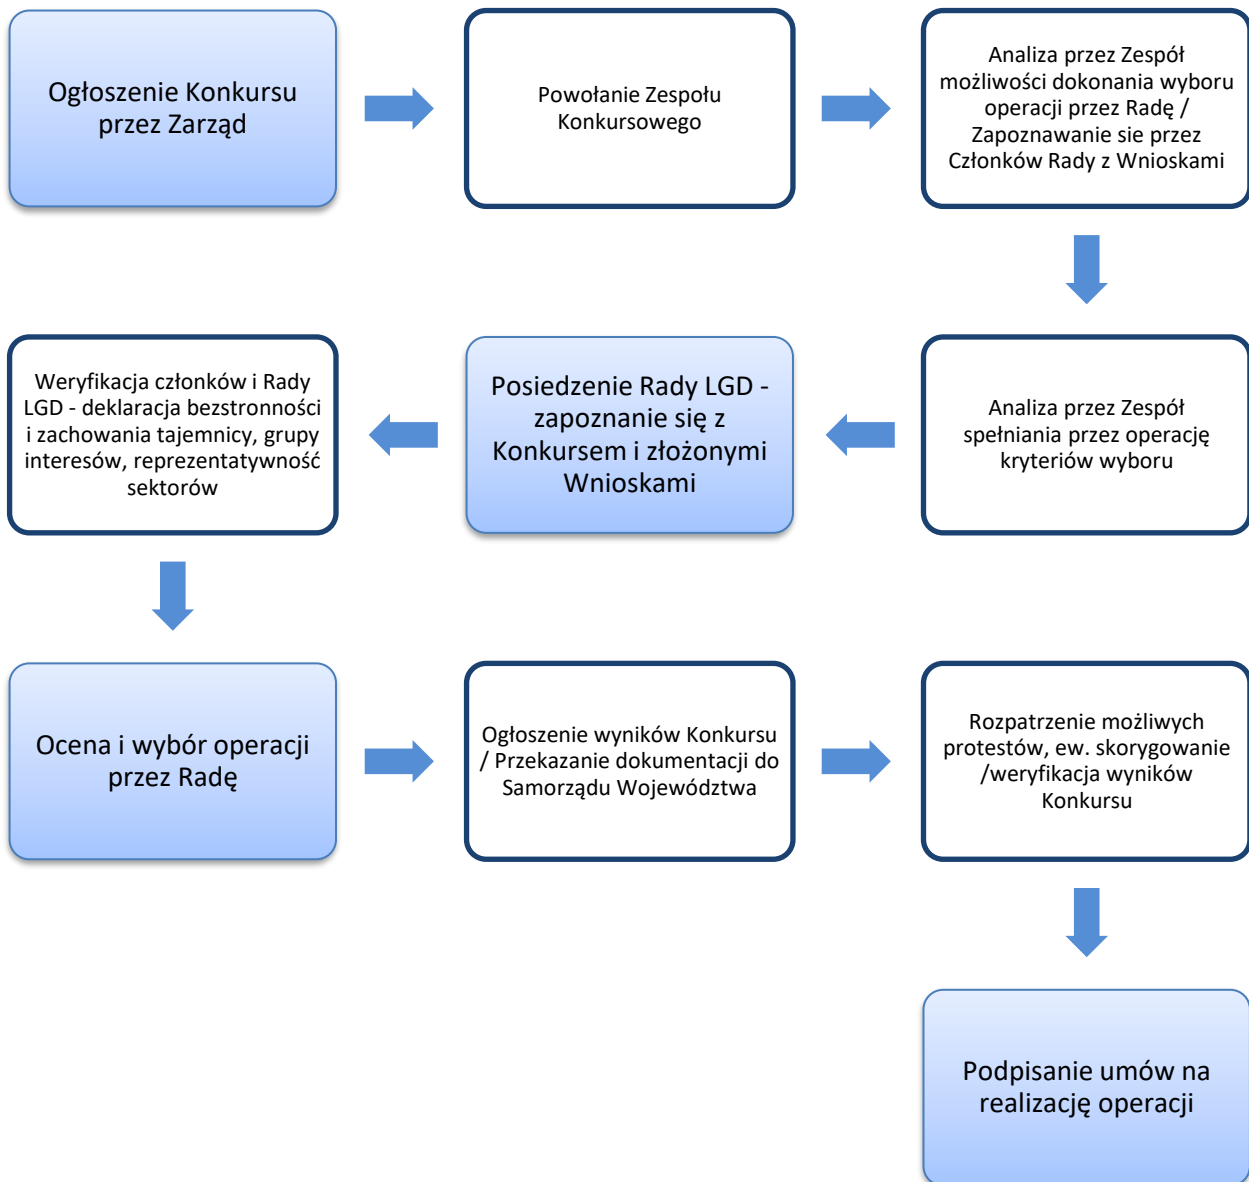 Ogłoszenie Konkursu
przez Zarząd
Powołanie Zespołu
Konkursowego
Analiza przez Zespół
możliwości dokonania wyboru
operacji przez Radę /
Zapoznawanie sie przez
Członków Rady z Wnioskami
Analiza przez Zespół
spełniania przez operację
kryteriów wyboru
Posiedzenie Rady LGD -
zapoznanie się z
Konkursem i złożonymi
Wnioskami
Weryfikacja członków i Rady
LGD - deklaracja bezstronności
i zachowania tajemnicy, grupy
interesów, reprezentatywność
sektorów
Ocena i wybór operacji
przez Radę
Ogłoszenie wyników Konkursu
/ Przekazanie dokumentacji do
Samorządu Województwa
Rozpatrzenie możliwych
protestów, ew. skorygowanie
/weryfikacja wyników
Konkursu
Podpisanie umów na
realizację operacji